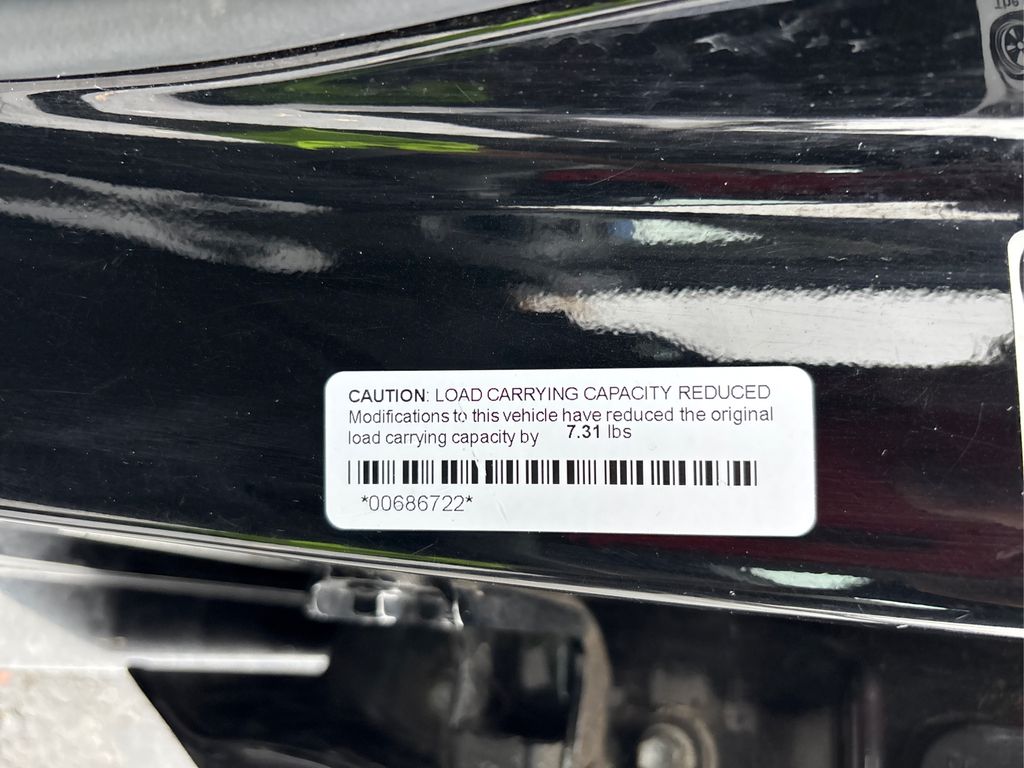 The
CAUTION: LOAD CARRYING CAPACITY REDUCED
Modifications to this vehicle have reduced the original
load carrying capacity by 7.31 lbs
*00686722*